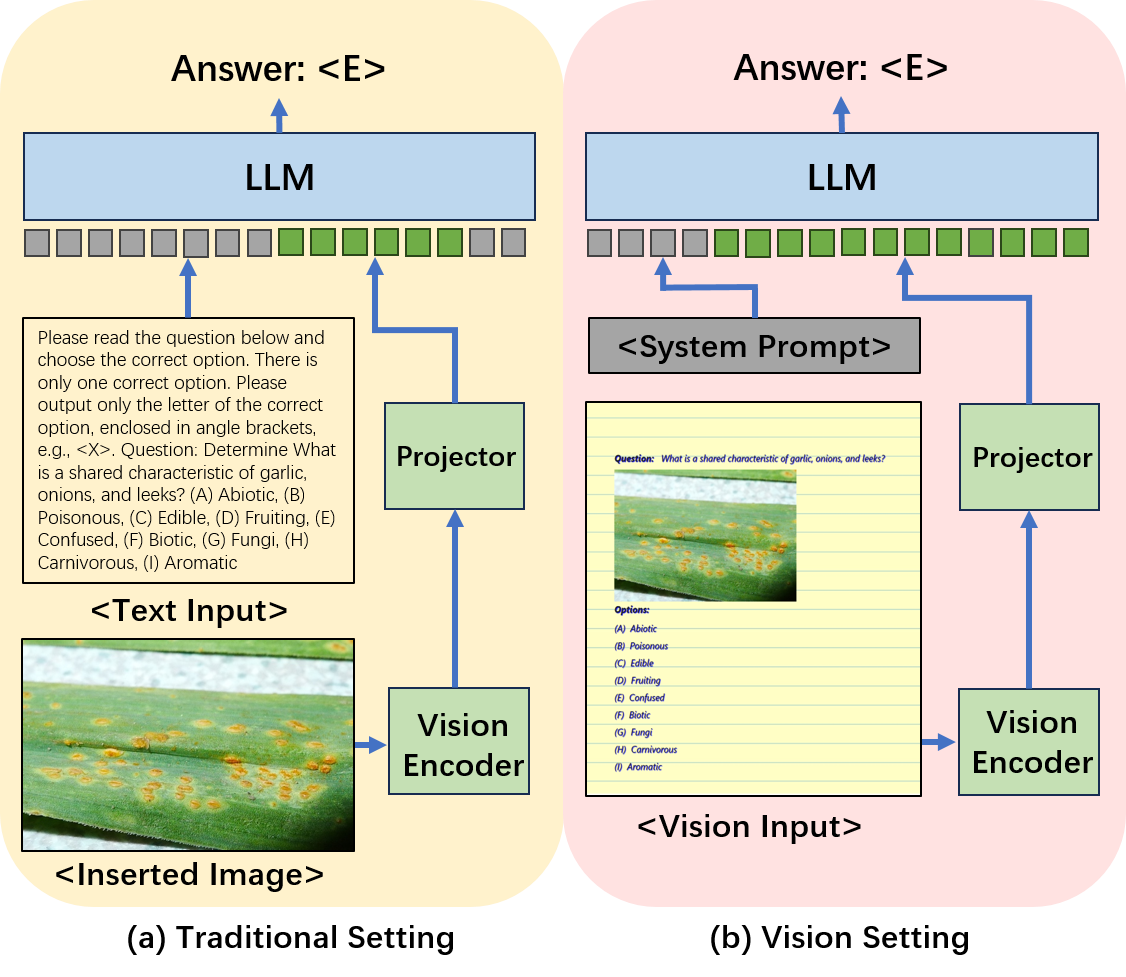 Answer: <E>
LLM
Please read the question below and
choose the correct option. There is
only one correct option. Please
output only the letter of the correct
option, enclosed in angle brackets,
e.g., <X>. Question: Determine What
is a shared characteristic of garlic,
onions, and leeks? (A) Abiotic, (B)
Poisonous, (C) Edible, (D) Fruiting, (E)
Confused, (F) Biotic, (G) Fungi, (H)
Carnivorous, (I) Aromatic
<Text Input>
Projector
Vision
Encoder
<Inserted Image>
(a) Traditional Setting
Answer: <E>
LLM
<System Prompt>
Question: What is a shared characteristic of garlic, onions, and leeks?
Options:
(A) Abiotic
(B) Poisonous
(C) Edible
(D) Fruiting
(E) Confused
(F) Biotic
(G) Fungi
(H) Carnivorous
(I) Aromatic
Projector
Vision
Encoder
<Vision Input>
(b) Vision Setting